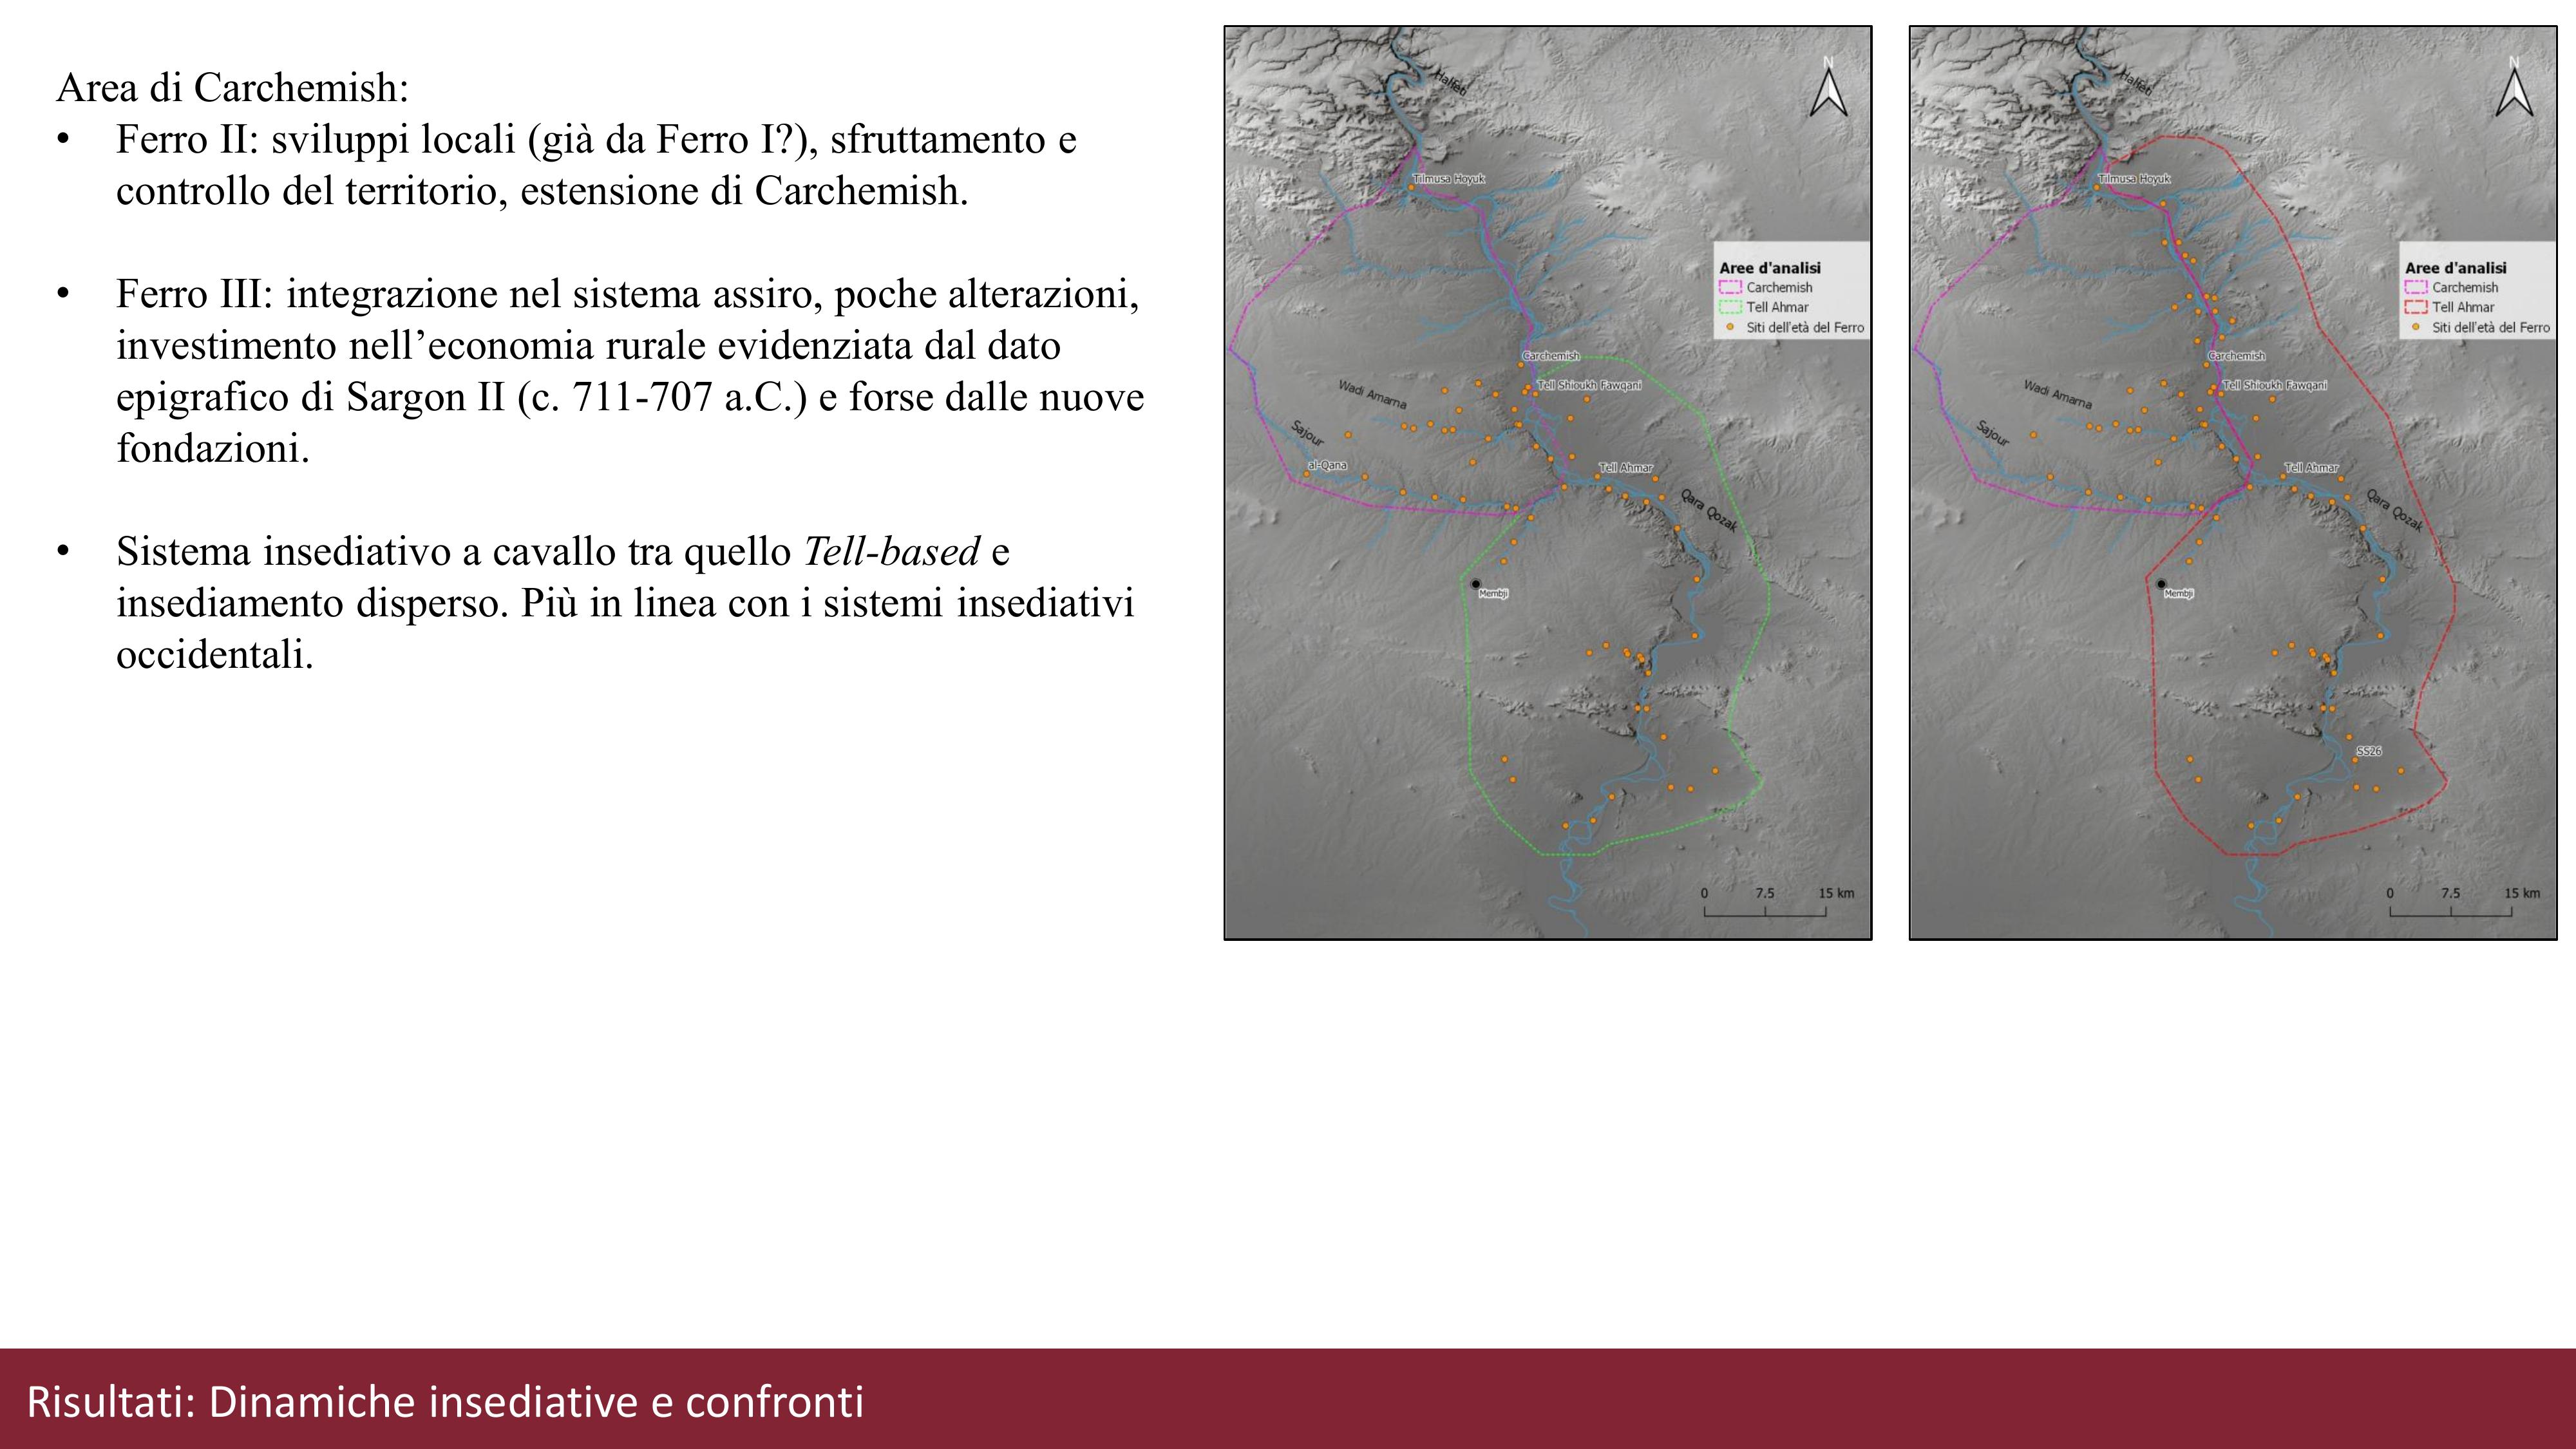 Area di Carchemish:
• Ferro II: sviluppi locali (già da Ferro I?), sfruttamento e
controllo del territorio, estensione di Carchemish.
• Ferro III: integrazione nel sistema assiro, poche alterazioni,
investimento nell’economia rurale evidenziata dal dato
epigrafico di Sargon II (c. 711-707 a.C.) e forse dalle nuove
fondazioni.
• Sistema insediativo a cavallo tra quello Tell-based e
insediamento disperso. Più in linea con i sistemi insediativi
occidentali.
N
Halfeti
Tilmusa Hoyuk
Aree d'analisi
Carchemish
Tell Ahmar
Siti dell'età del Ferro
Carchemish
Tell Shioukh Fawqani
Wadi Amarna
Sajour
al-Qana
Tell Ahmar
Qara Qozak
Membji
0 7.5 15 km
N
Halfeti
Tilmusa Hoyuk
Aree d'analisi
Carchemish
Tell Ahmar
Siti dell'età del Ferro
Carchemish
Tell Shioukh Fawqani
Wadi Amarna
Sajour
Tell Ahmar
Qara Qozak
Membji
SS26
0 7.5 15 km
Risultati: Dinamiche insediative e confronti